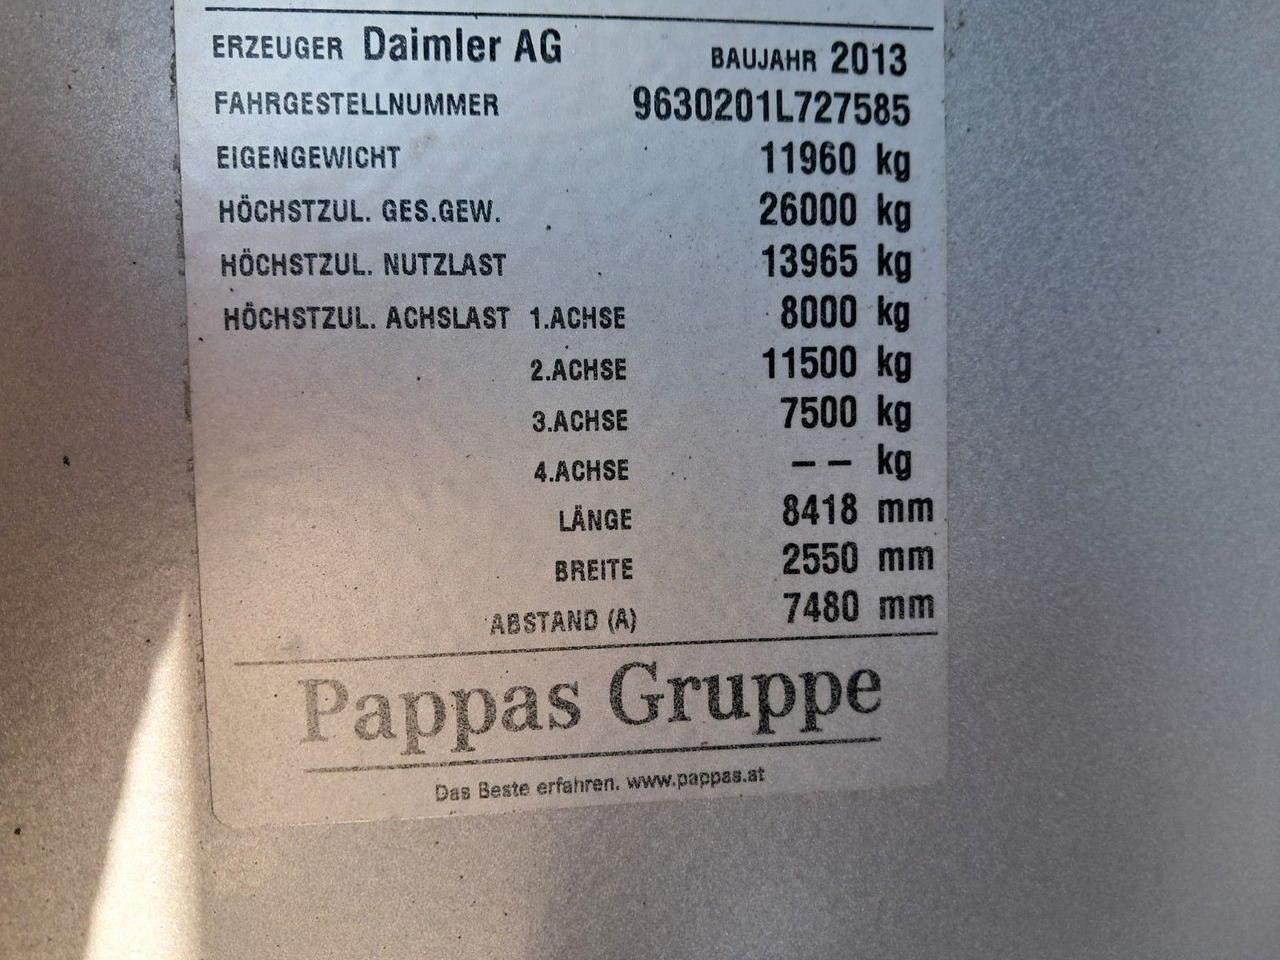 ERZEUGER Daimler AG BAUJAHR 2013
FAHRGESTELLNUMMER 9630201L727585
EIGENGEWICHT 11960 kg
HÖCHSTZUL. GES.GEW. 26000 kg
HÖCHSTZUL. NUTZLAST 13965 kg
HÖCHSTZUL. ACHSLAST 1.ACHSE 8000 kg
2.ACHSE 11500 kg
3.ACHSE 7500 kg
4.ACHSE – – kg
LÄNGE 8418 mm
BREITE 2550 mm
ABSTAND (A) 7480 mm
Pappas Gruppe
Das Beste erfahren. www.pappas.at